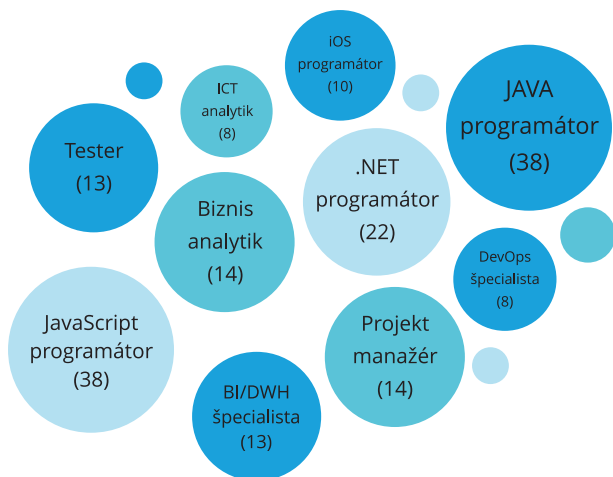 iOS
programátor
(10)
ICT
analytik
(8)
JAVA
programátor
(38)
Tester
(13)
.NET
programátor
(22)
Biznis
analytik
(14)
DevOps
špecialista
(8)
JavaScript
programátor
(38)
Projekt
manažér
(14)
BI/DWH
špecialista
(13)